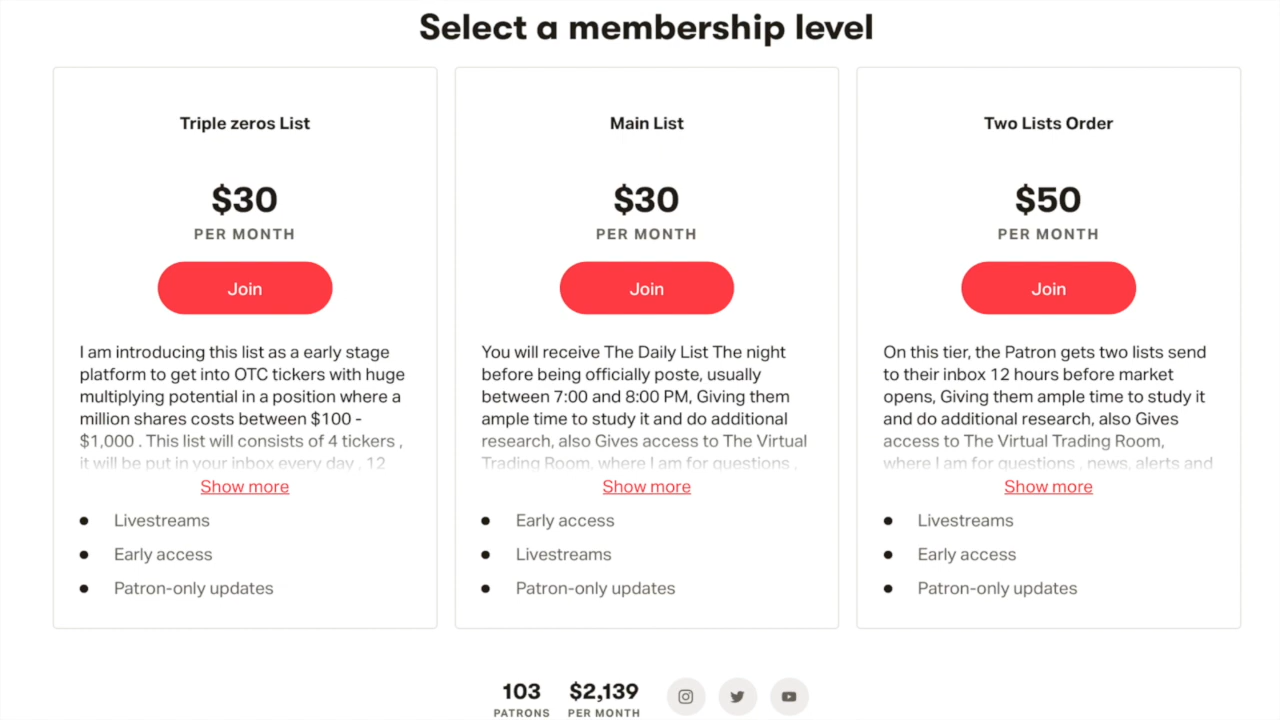 Select a membership level
Triple zeros List
$30
PER MONTH
Join
I am introducing this list as a early stage
platform to get into OTC tickers with huge
multiplying potential in a position where a
million shares costs between $100 -
$1,000 . This list will consists of 4 tickers ,
it will be put in your inbox every day , 12
Show more
Livestreams
Early access
Patron-only updates
Main List
$30
PER MONTH
Join
You will receive The Daily List The night
before being officially poste, usually
between 7:00 and 8:00 PM, Giving them
ample time to study it and do additional
research, also Gives access to The Virtual
Trading Room, where I am for questions ,
Show more
Early access
Livestreams
Patron-only updates
Two Lists Order
$50
PER MONTH
Join
On this tier, the Patron gets two lists send
to their inbox 12 hours before market
opens, Giving them ample time to study it
and do additional research, also Gives
access to The Virtual Trading Room,
where I am for questions , news, alerts and
Show more
Livestreams
Early access
Patron-only updates
103
PATRONS
$2,139
PER MONTH